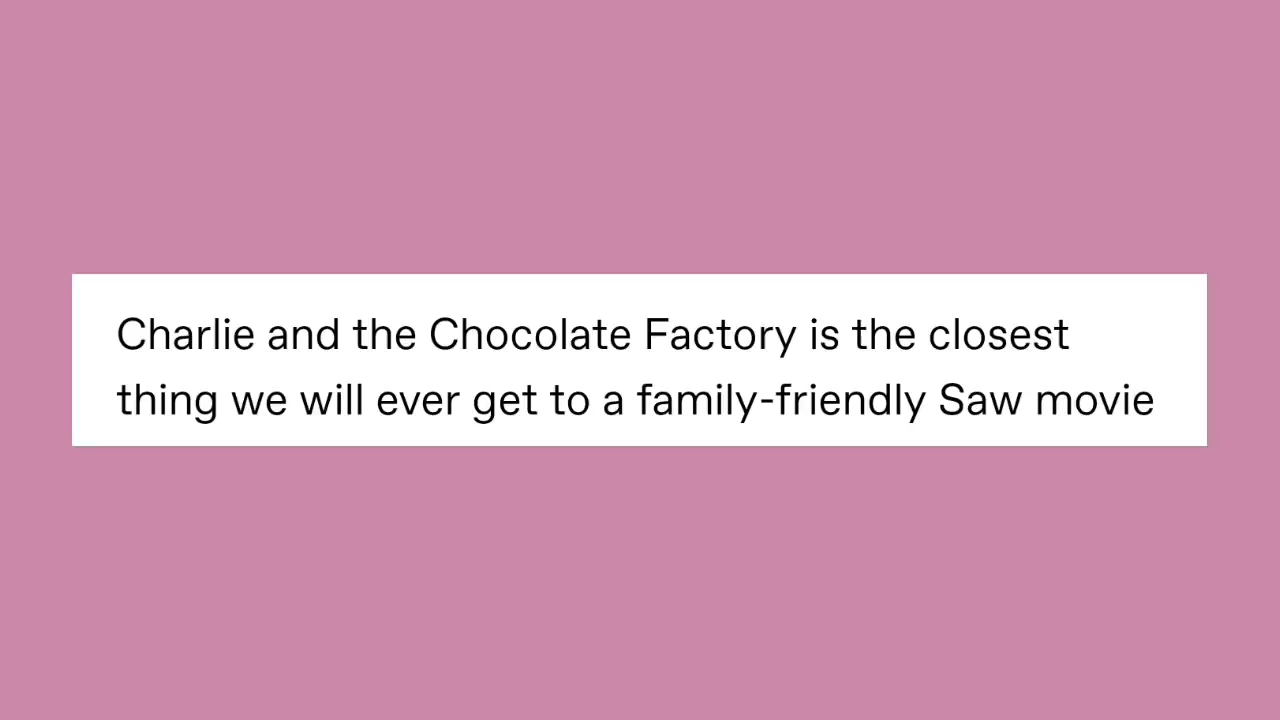 Charlie and the Chocolate Factory is the closest
thing we will ever get to a family-friendly Saw movie